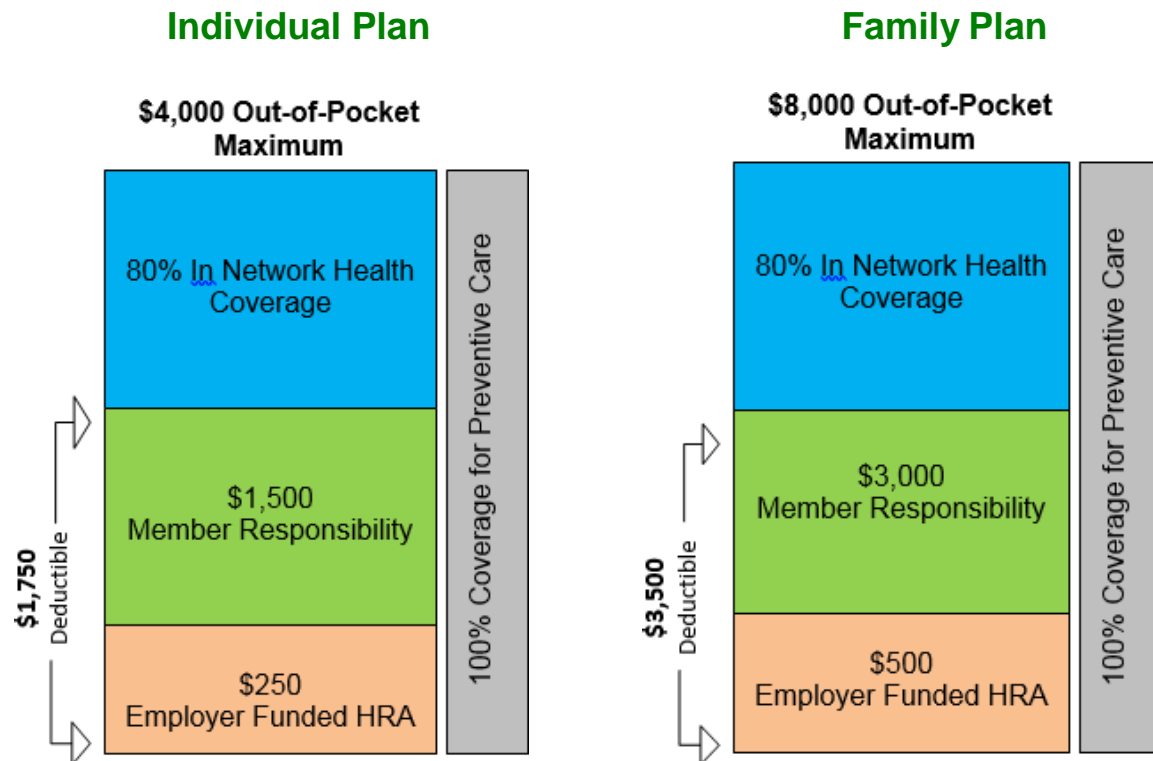 Individual Plan
$4,000 Out-of-Pocket
Maximum
80% In Network Health
Coverage
$1,500
Member Responsibility
$250
Employer Funded HRA
$1,750
Deductible
100% Coverage for Preventive Care
Family Plan
$8,000 Out-of-Pocket
Maximum
80% In Network Health
Coverage
$3,000
Member Responsibility
$500
Employer Funded HRA
$3,500
Deductible
100% Coverage for Preventive Care